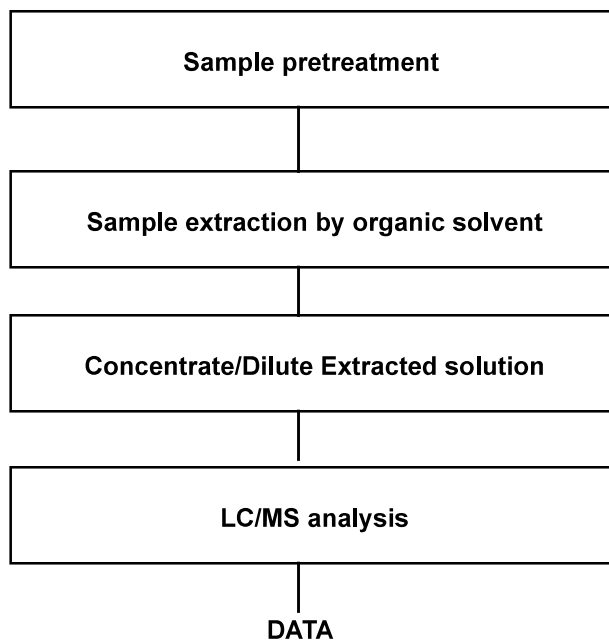 Sample pretreatment
Sample extraction by organic solvent
Concentrate/Dilute Extracted solution
LC/MS analysis
DATA